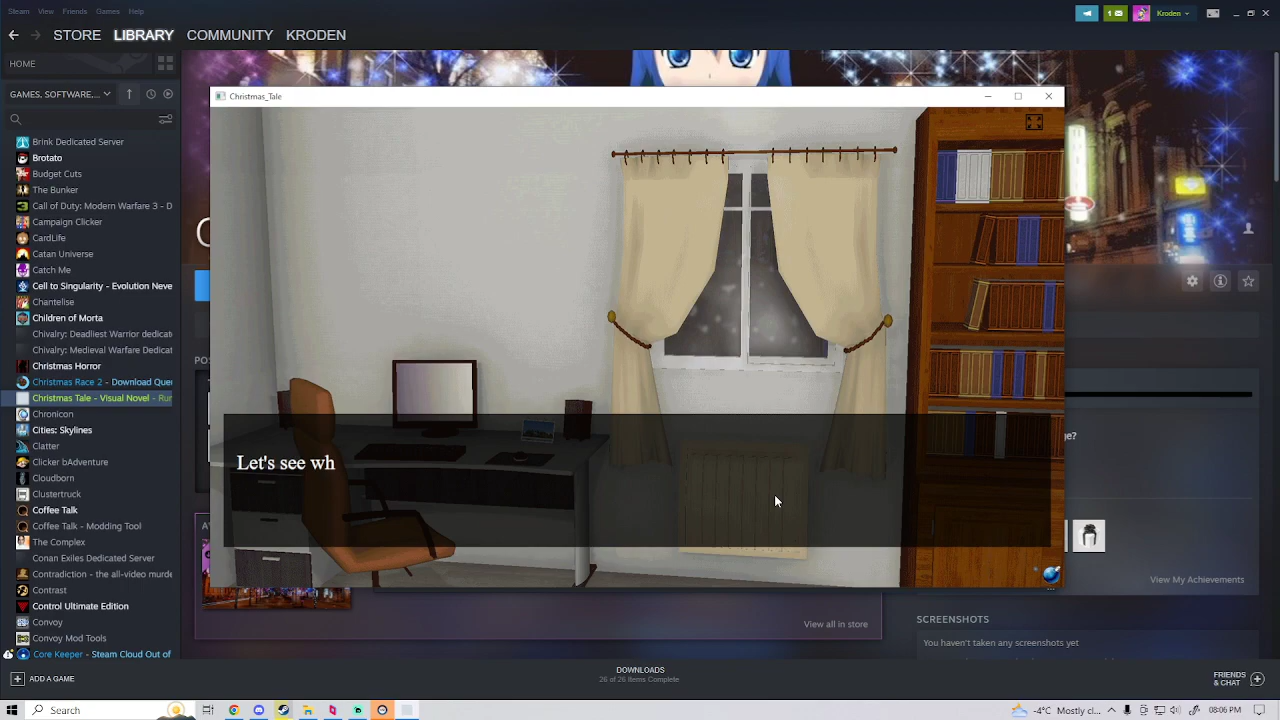 Steam View Friends Games Help
Kroden
STORE LIBRARY COMMUNITY KRODEN
HOME
GAMES, SOFTWARE...
Christmas_Tale
Brink Dedicated Server
Brotato
Budget Cuts
The Bunker
Call of Duty: Modern Warfare 3 - D
Campaign Clicker
CardLife
Catan Universe
Catch Me
Cell to Singularity - Evolution Neve
Chantelise
Children of Morta
Chivalry: Deadliest Warrior dedicat
Chivalry: Medieval Warfare Dedicat
Christmas Horror
Christmas Race 2 - Download Que
Christmas Tale - Visual Novel - Run
Chronicon
Cities: Skylines
Clatter
Clicker bAdventure
Cloudborn
Clustertruck
Coffee Talk
Coffee Talk - Modding Tool
The Complex
Conan Exiles Dedicated Server
Contradiction - the all-video murde
Contrast
Control Ultimate Edition
Convoy
Convoy Mod Tools
Core Keeper - Steam Cloud Out of
Let's see wh
View My Achievements
View all in store
SCREENSHOTS
You haven't taken any screenshots yet
ADD A GAME
DOWNLOADS
26 of 26 Items Complete
FRIENDS
& CHAT
Search
-4°C Mostly cl...
08:06 PM